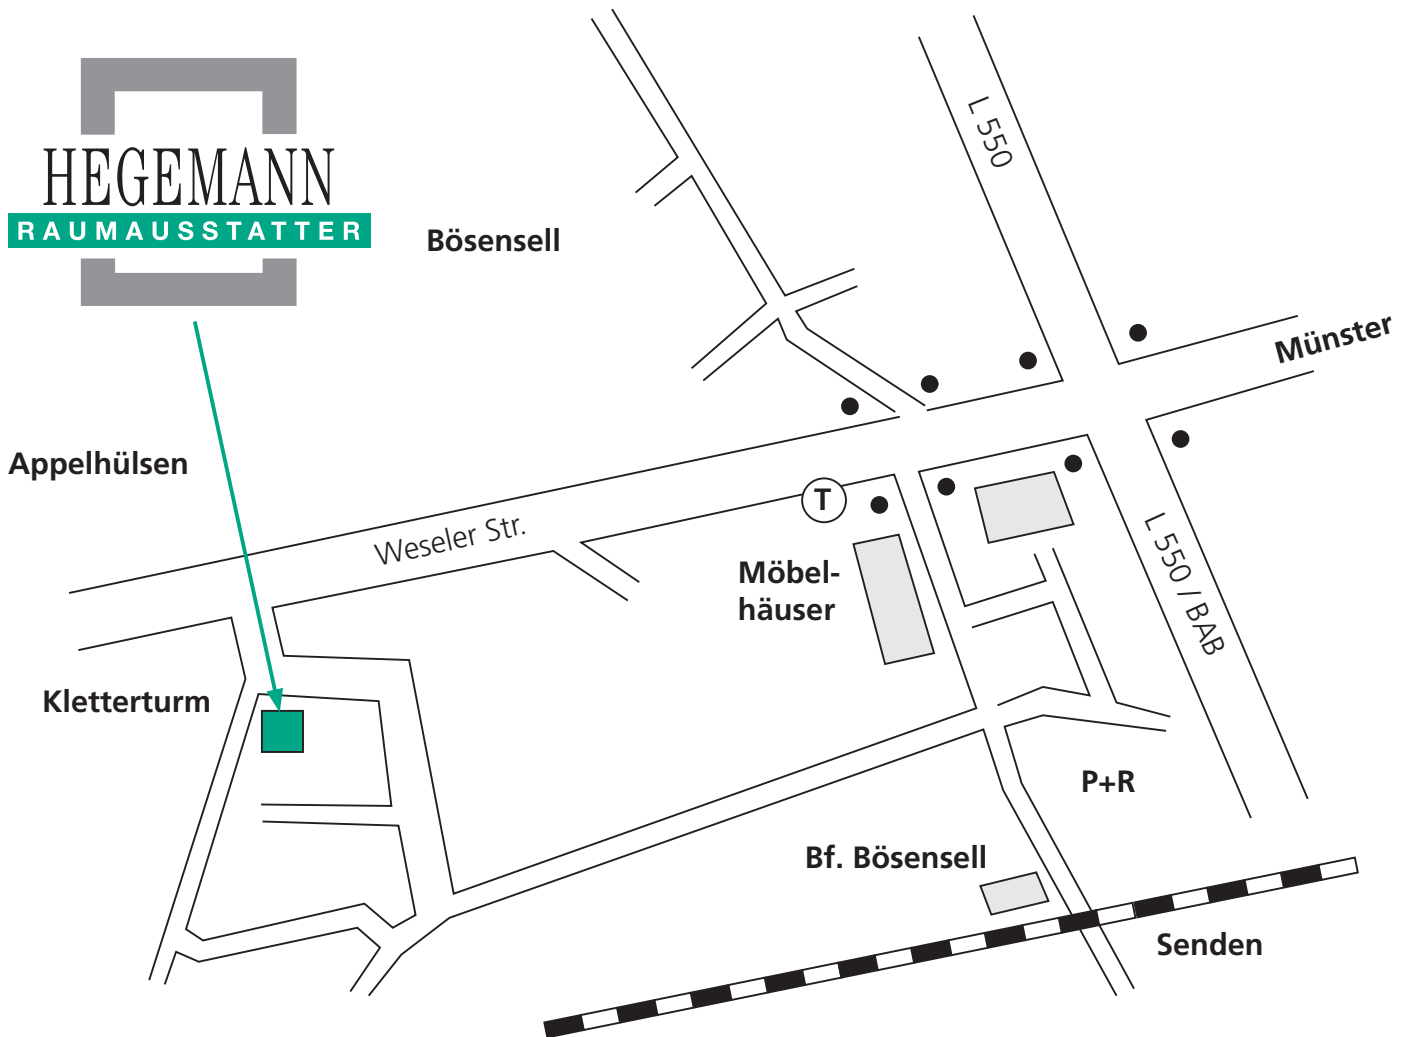 HEGEMANN
RAUMAUSSTATTER
L 550
Bösensell
Münster
Appelhülsen
T
Weseler Str.
L 550 / BAB
Möbel-
häuser
Kletterturm
P+R
Bf. Bösensell
Senden